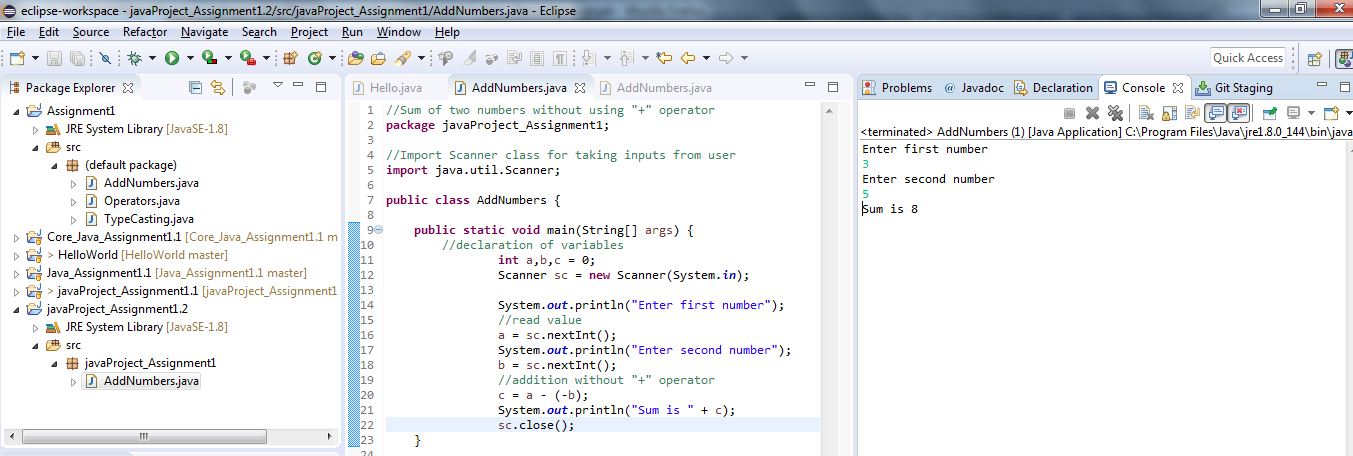 eclipse-workspace - javaProject_Assignment1.2/src/javaProject_Assignment1/AddNumbers.java - Eclipse
File Edit Source Refactor Navigate Search Project Run Window Help
Quick Access
Package Explorer
Assignment1
JRE System Library [JavaSE-1.8]
src
(default package)
AddNumbers.java
Operators.java
TypeCasting.java
Core_Java_Assignment1.1 [Core_Java_Assignment1.1 m
> HelloWorld [HelloWorld master]
Java_Assignment1.1 [Java_Assignment1.1 master]
> javaProject_Assignment1.1 [javaProject_Assignment1
javaProject_Assignment1.2
JRE System Library [JavaSE-1.8]
src
javaProject_Assignment1
AddNumbers.java
Hello.java AddNumbers.java AddNumbers.java
1 //Sum of two numbers without using "+" operator
2 package javaProject_Assignment1;
3
4 //Import Scanner class for taking inputs from user
5 import java.util.Scanner;
6
7 public class AddNumbers {
8
9 public static void main(String[] args) {
10 //declaration of variables
11 int a,b,c = 0;
12 Scanner sc = new Scanner(System.in);
13
14 System.out.println("Enter first number");
15 //read value
16 a = sc.nextInt();
17 System.out.println("Enter second number");
18 b = sc.nextInt();
19 //addition without "+" operator
20 c = a - (-b);
21 System.out.println("Sum is " + c);
22 sc.close();
23 }
24
Problems @ Javadoc Declaration Console Git Staging
<terminated> AddNumbers (1) [Java Application] C:\Program Files\Java\jre1.8.0_144\bin\java
Enter first number
3
Enter second number
5
Sum is 8